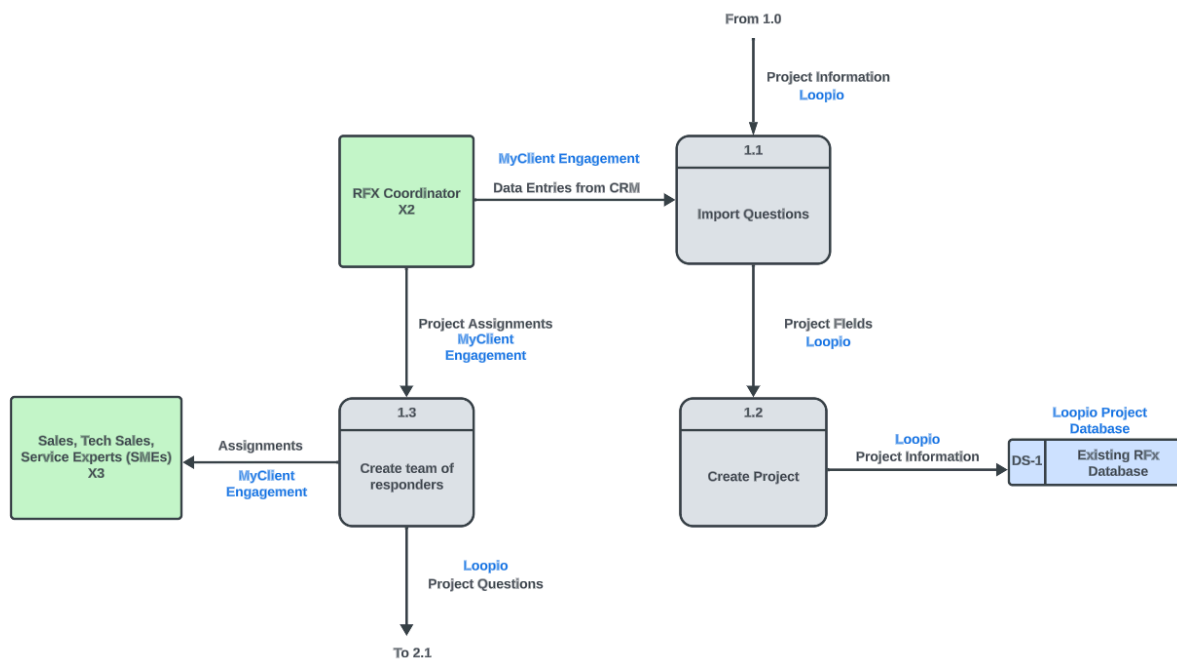 From 1.0
Project Information
Loopio
1.1
Import Questions
RFX Coordinator
X2
MyClient Engagement
Data Entries from CRM
Project Assignments
MyClient
Engagement
Project FIelds
Loopio
1.3
Create team of
responders
1.2
Create Project
Sales, Tech Sales,
Service Experts (SMEs)
X3
Assignments
MyClient
Engagement
Loopio
Project Information
Loopio Project
Database
DS-1
Existing RFx
Database
Loopio
Project Questions
To 2.1